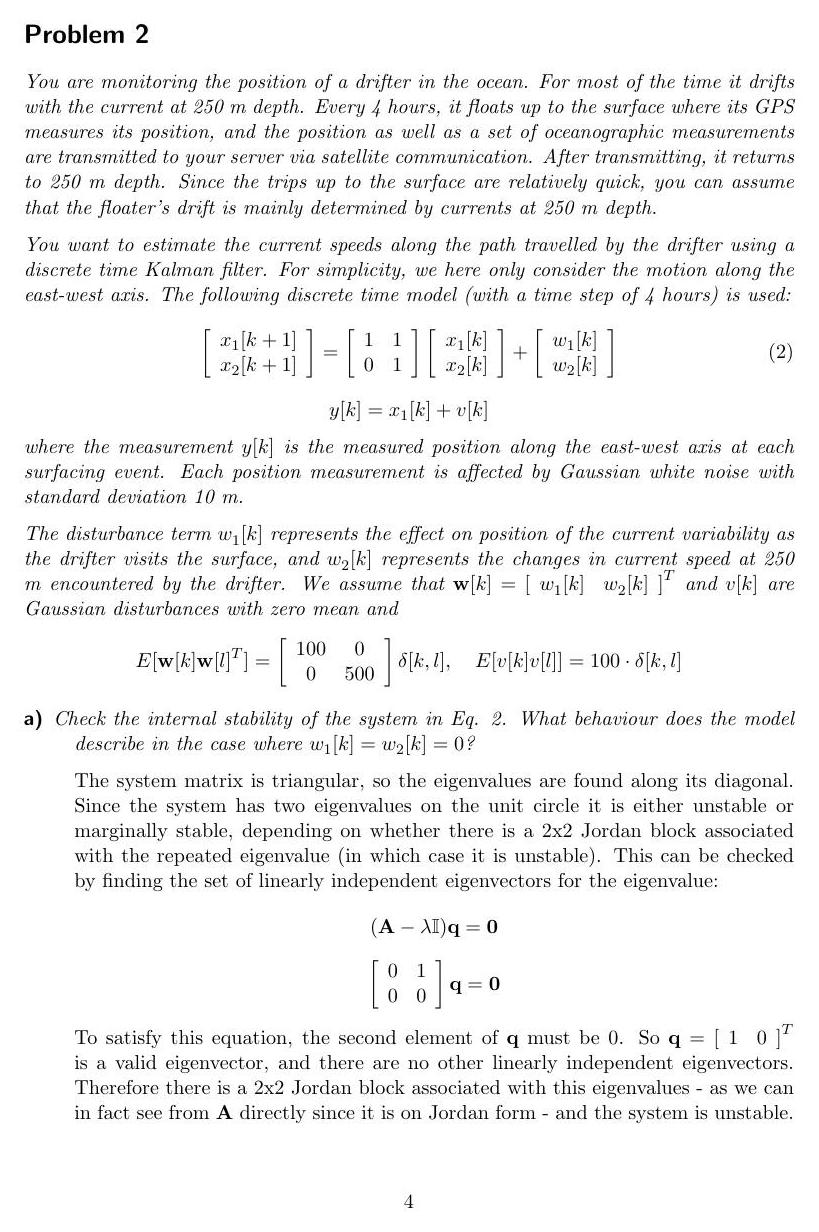 Problem 2
You are monitoring the position of a drifter in the ocean. For most of the time it drifts
with the current at 250 m depth. Every 4 hours, it floats up to the surface where its GPS
measures its position, and the position as well as a set of oceanographic measurements
are transmitted to your server via satellite communication. After transmitting, it returns
to 250 m depth. Since the trips up to the surface are relatively quick, you can assume
that the floater's drift is mainly determined by currents at 250 m depth.
You want to estimate the current speeds along the path travelled by the drifter using a
discrete time Kalman filter. For simplicity, we here only consider the motion along the
east-west axis. The following discrete time model (with a time step of 4 hours) is used:
[ x₁[k + 1] ; x₂[k + 1] ] = [ 1 1 ; 0 1 ] [ x₁[k] ; x₂[k] ] + [ w₁[k] ; w₂[k] ] (2)
y[k] = x₁[k] + v[k]
where the measurement y[k] is the measured position along the east-west axis at each
surfacing event. Each position measurement is affected by Gaussian white noise with
standard deviation 10 m.
The disturbance term w₁[k] represents the effect on position of the current variability as
the drifter visits the surface, and w₂[k] represents the changes in current speed at 250
m encountered by the drifter. We assume that w[k] = [ w₁[k] w₂[k] ]ᵀ and v[k] are
Gaussian disturbances with zero mean and
E[w[k]w[l]ᵀ] = [ 100 0 ; 0 500 ] δ[k, l], E[v[k]v[l]] = 100 · δ[k, l]
a) Check the internal stability of the system in Eq. 2. What behaviour does the model
describe in the case where w₁[k] = w₂[k] = 0?
The system matrix is triangular, so the eigenvalues are found along its diagonal.
Since the system has two eigenvalues on the unit circle it is either unstable or
marginally stable, depending on whether there is a 2x2 Jordan block associated
with the repeated eigenvalue (in which case it is unstable). This can be checked
by finding the set of linearly independent eigenvectors for the eigenvalue:
(A − λ𝕀)q = 0
[ 0 1 ; 0 0 ] q = 0
To satisfy this equation, the second element of q must be 0. So q = [ 1 0 ]ᵀ
is a valid eigenvector, and there are no other linearly independent eigenvectors.
Therefore there is a 2x2 Jordan block associated with this eigenvalues - as we can
in fact see from A directly since it is on Jordan form - and the system is unstable.
4